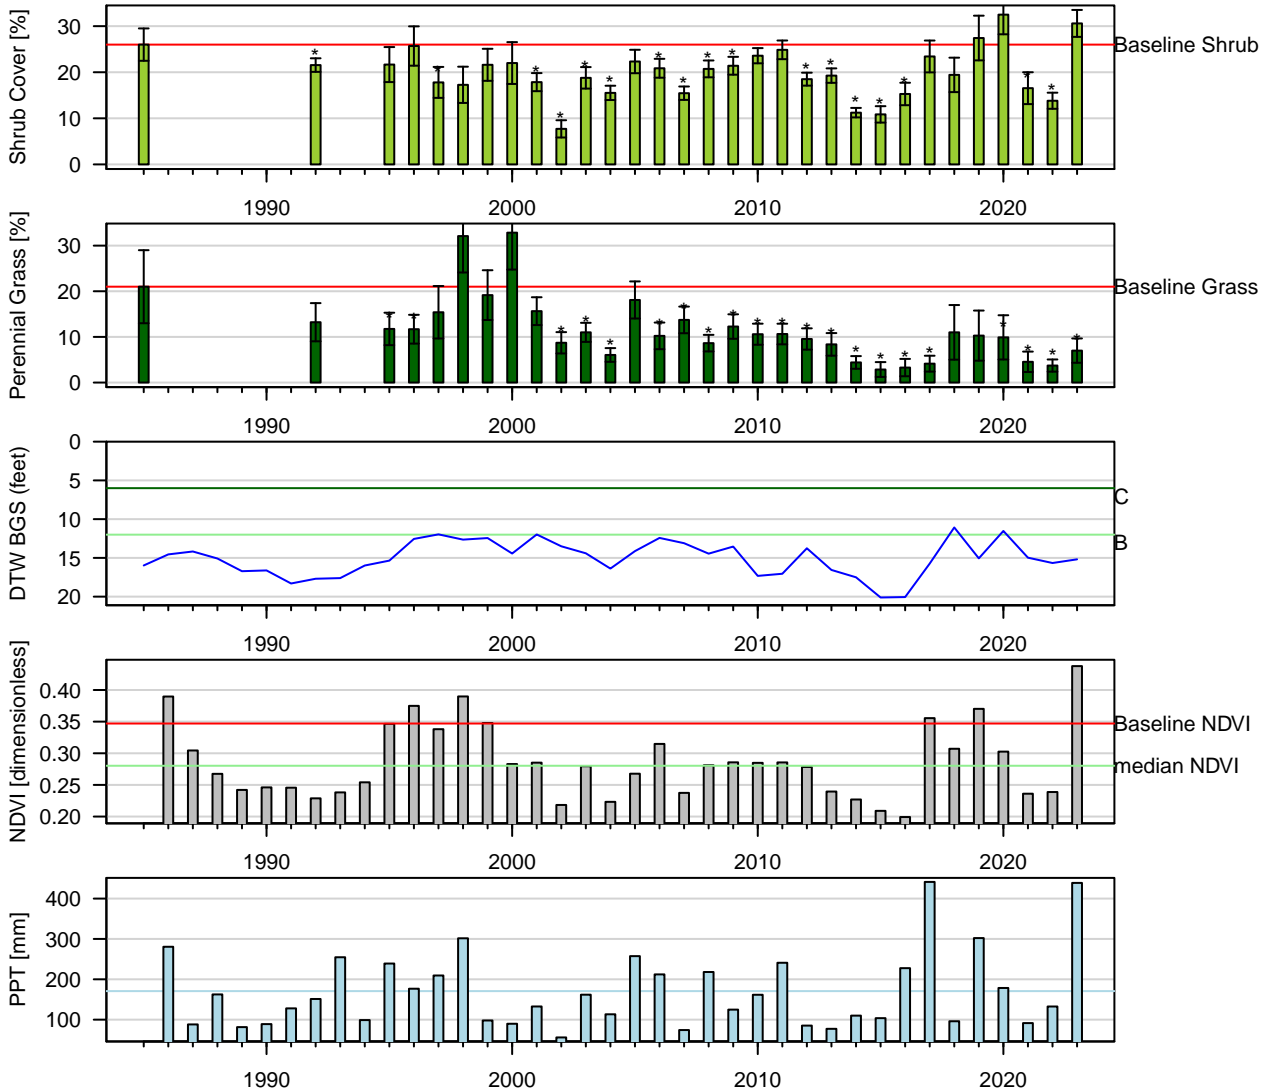 Shrub Cover [%]
30
20
10
0
Baseline Shrub
1990 2000 2010 2020
Perennial Grass [%]
30
20
10
0
Baseline Grass
1990 2000 2010 2020
DTW BGS (feet)
0
5
10
15
20
C
B
1990 2000 2010 2020
NDVI [dimensionless]
0.40
0.35
0.30
0.25
0.20
Baseline NDVI
median NDVI
1990 2000 2010 2020
PPT [mm]
400
300
200
100
1990 2000 2010 2020